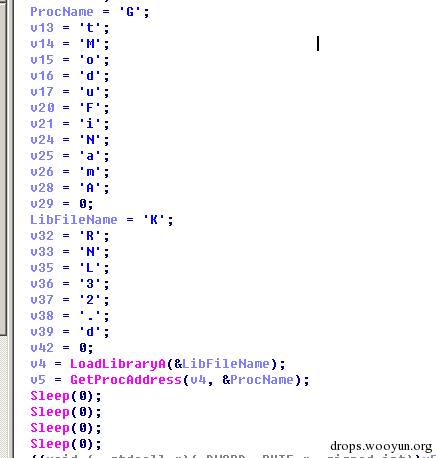 ProcName = 'G';
v13 = 't';
v14 = 'M';
v15 = 'o';
v16 = 'd';
v17 = 'u';
v20 = 'F';
v21 = 'i';
v24 = 'N';
v25 = 'a';
v26 = 'm';
v28 = 'A';
v29 = 0;
LibFileName = 'K';
v32 = 'R';
v33 = 'N';
v35 = 'L';
v36 = '3';
v37 = '2';
v38 = '.';
v39 = 'd';
v42 = 0;
v4 = LoadLibraryA(&LibFileName);
v5 = GetProcAddress(v4, &ProcName);
Sleep(0);
Sleep(0);
Sleep(0);
Sleep(0);
drops.wooyun.org